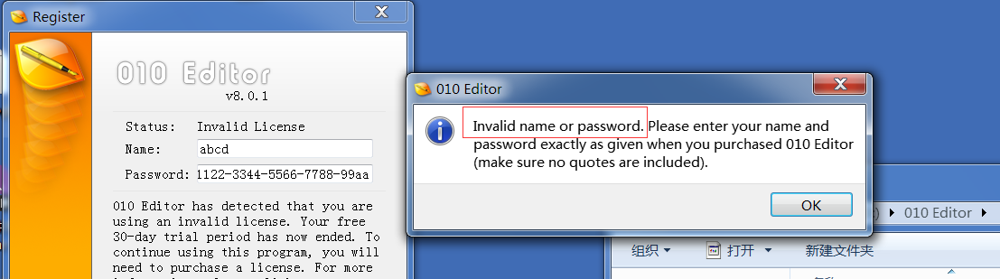 Register
010 Editor
v8.0.1
Status: Invalid License
Name: abcd
Password: 1122-3344-5566-7788-99aa
010 Editor has detected that you are
using an invalid license. Your free
30-day trial period has now ended. To
continue using this program, you will
need to purchase a license. For more
010 Editor
Invalid name or password. Please enter your name and
password exactly as given when you purchased 010 Editor
(make sure no quotes are included).
OK
010 Editor
组织 打开 新建文件夹